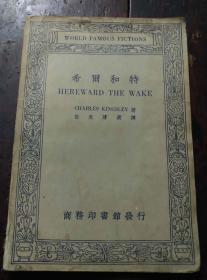 WORLD FAMOUS FICTIONS
希爾和特
HEREWARD THE WAKE
CHARLES KINGSLEY 著
商務印書館發行